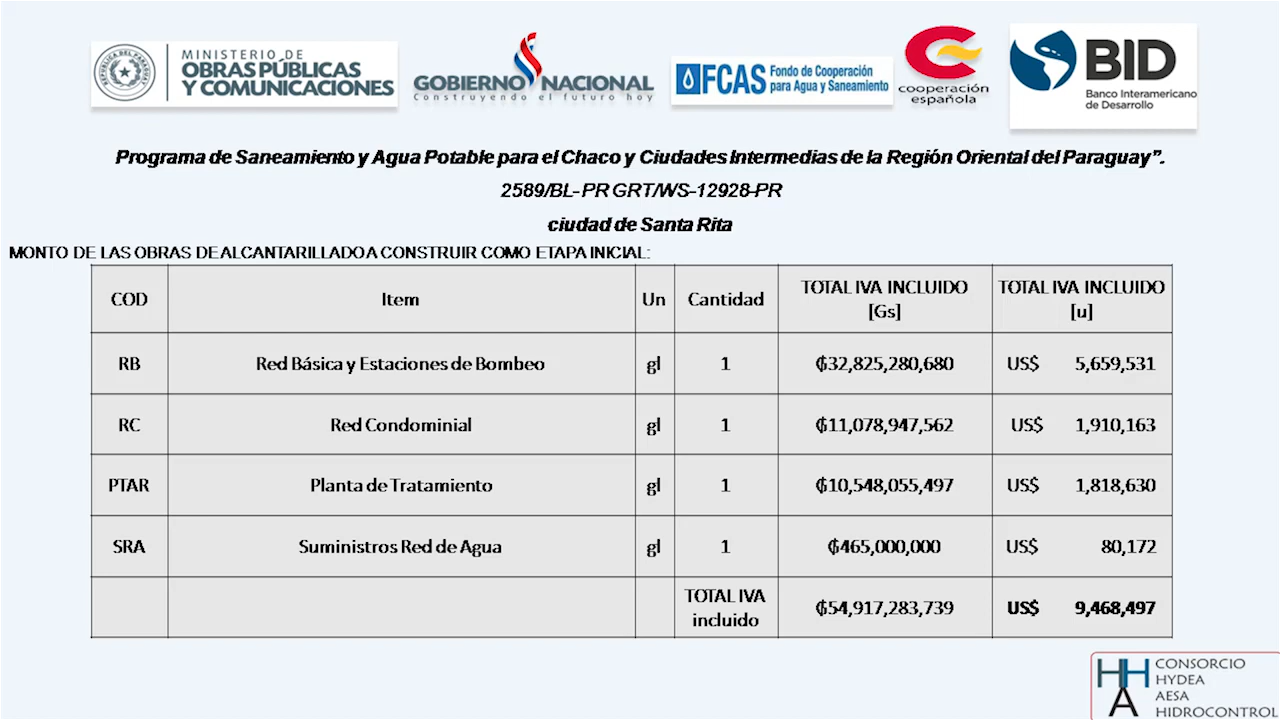 MINISTERIO DE
OBRAS PÚBLICAS
Y COMUNICACIONES
GOBIERNO NACIONAL
Construyendo el futuro hoy
FCAS Fondo de Cooperación
para Agua y Saneamiento
cooperación
española
BID
Banco Interamericano
de Desarrollo
Programa de Saneamiento y Agua Potable para el Chaco y Ciudades Intermedias de la Región Oriental del Paraguay”.
2589/BL- PR GRT/WS-12928-PR
ciudad de Santa Rita
MONTO DE LAS OBRAS DE ALCANTARILLADO A CONSTRUIR COMO ETAPA INICIAL:
COD Item Un Cantidad TOTAL IVA INCLUIDO [Gs] TOTAL IVA INCLUIDO [u]
RB Red Básica y Estaciones de Bombeo gl 1 ₲32,825,280,680 US$ 5,659,531
RC Red Condominial gl 1 ₲11,078,947,562 US$ 1,910,163
PTAR Planta de Tratamiento gl 1 ₲10,548,055,497 US$ 1,818,630
SRA Suministros Red de Agua gl 1 ₲465,000,000 US$ 80,172
TOTAL IVA incluido ₲54,917,283,739 US$ 9,468,497
HHA
CONSORCIO
HYDEA
AESA
HIDROCONTROL